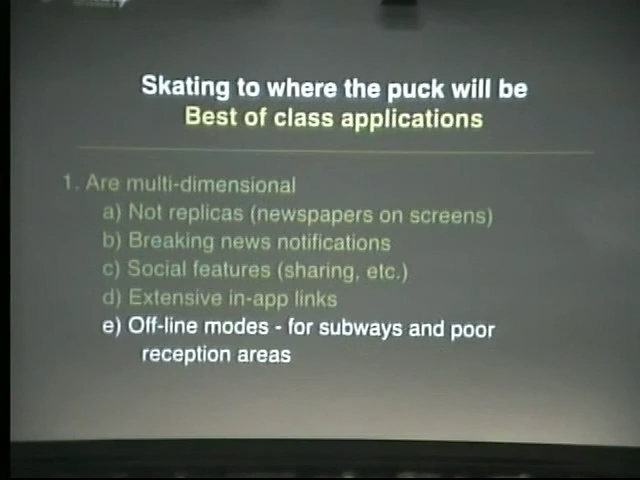 Skating to where the puck will be
Best of class applications
1. Are multi-dimensional
a) Not replicas (newspapers on screens)
b) Breaking news notifications
c) Social features (sharing, etc.)
d) Extensive in-app links
e) Off-line modes - for subways and poor
reception areas